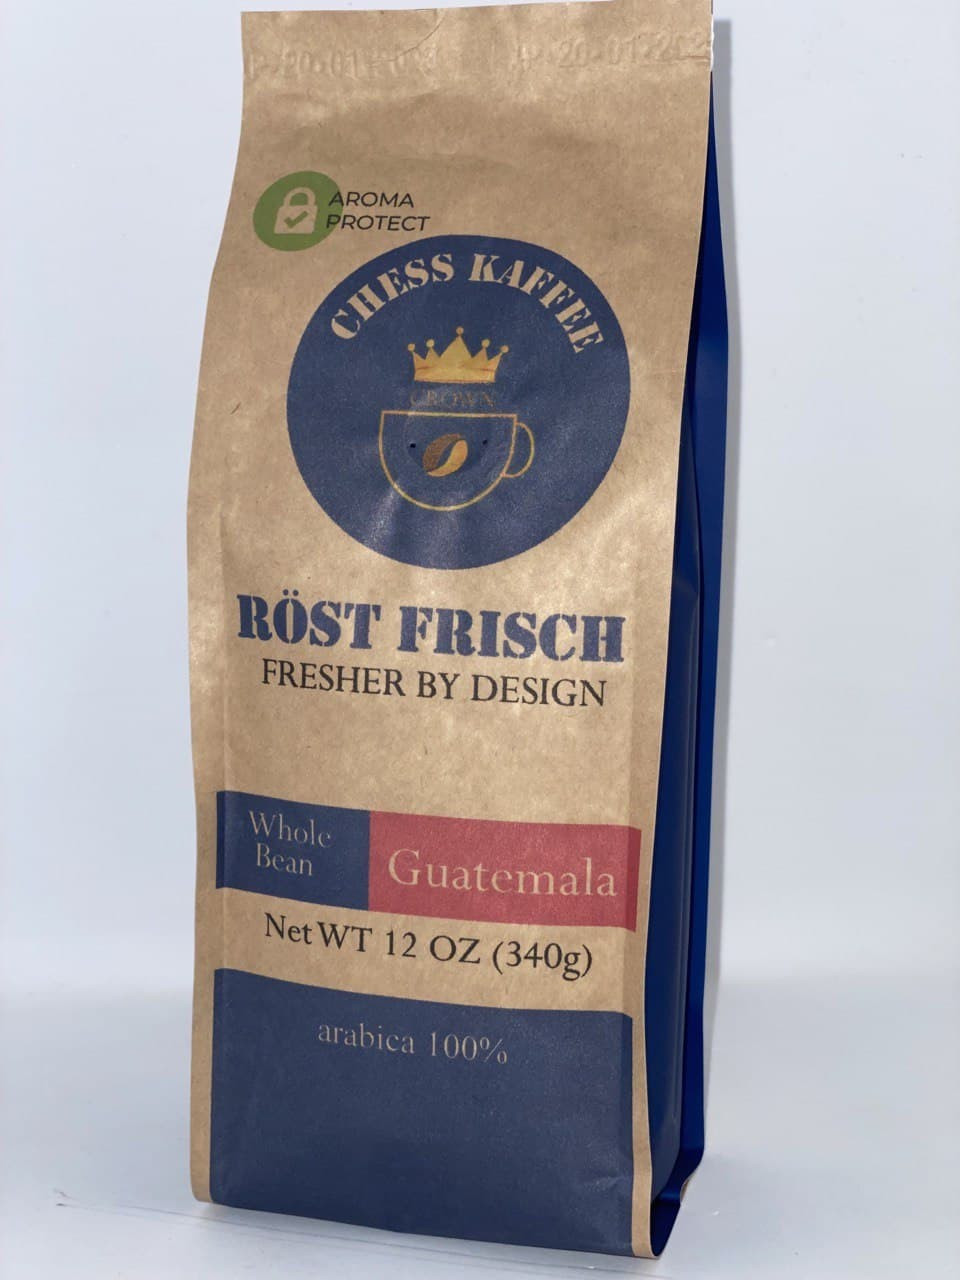 AROMA
PROTECT
CHESS KAFFEE
CROWN
RÖST FRISCH
FRESHER BY DESIGN
Whole
Bean
Guatemala
Net WT 12 OZ (340g)
arabica 100%